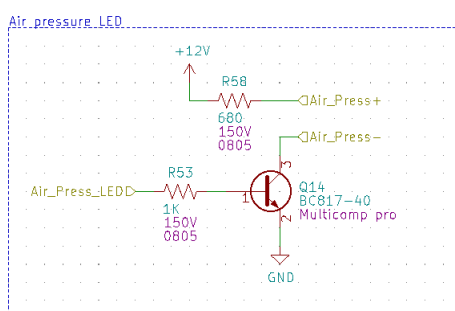 Air pressure LED
+12V
R58
680
150V
0805
Air_Press+
Air_Press-
Air_Press_LED
R53
1K
150V
0805
1
3
2
Q14
BC817-40
Multicomp pro
GND